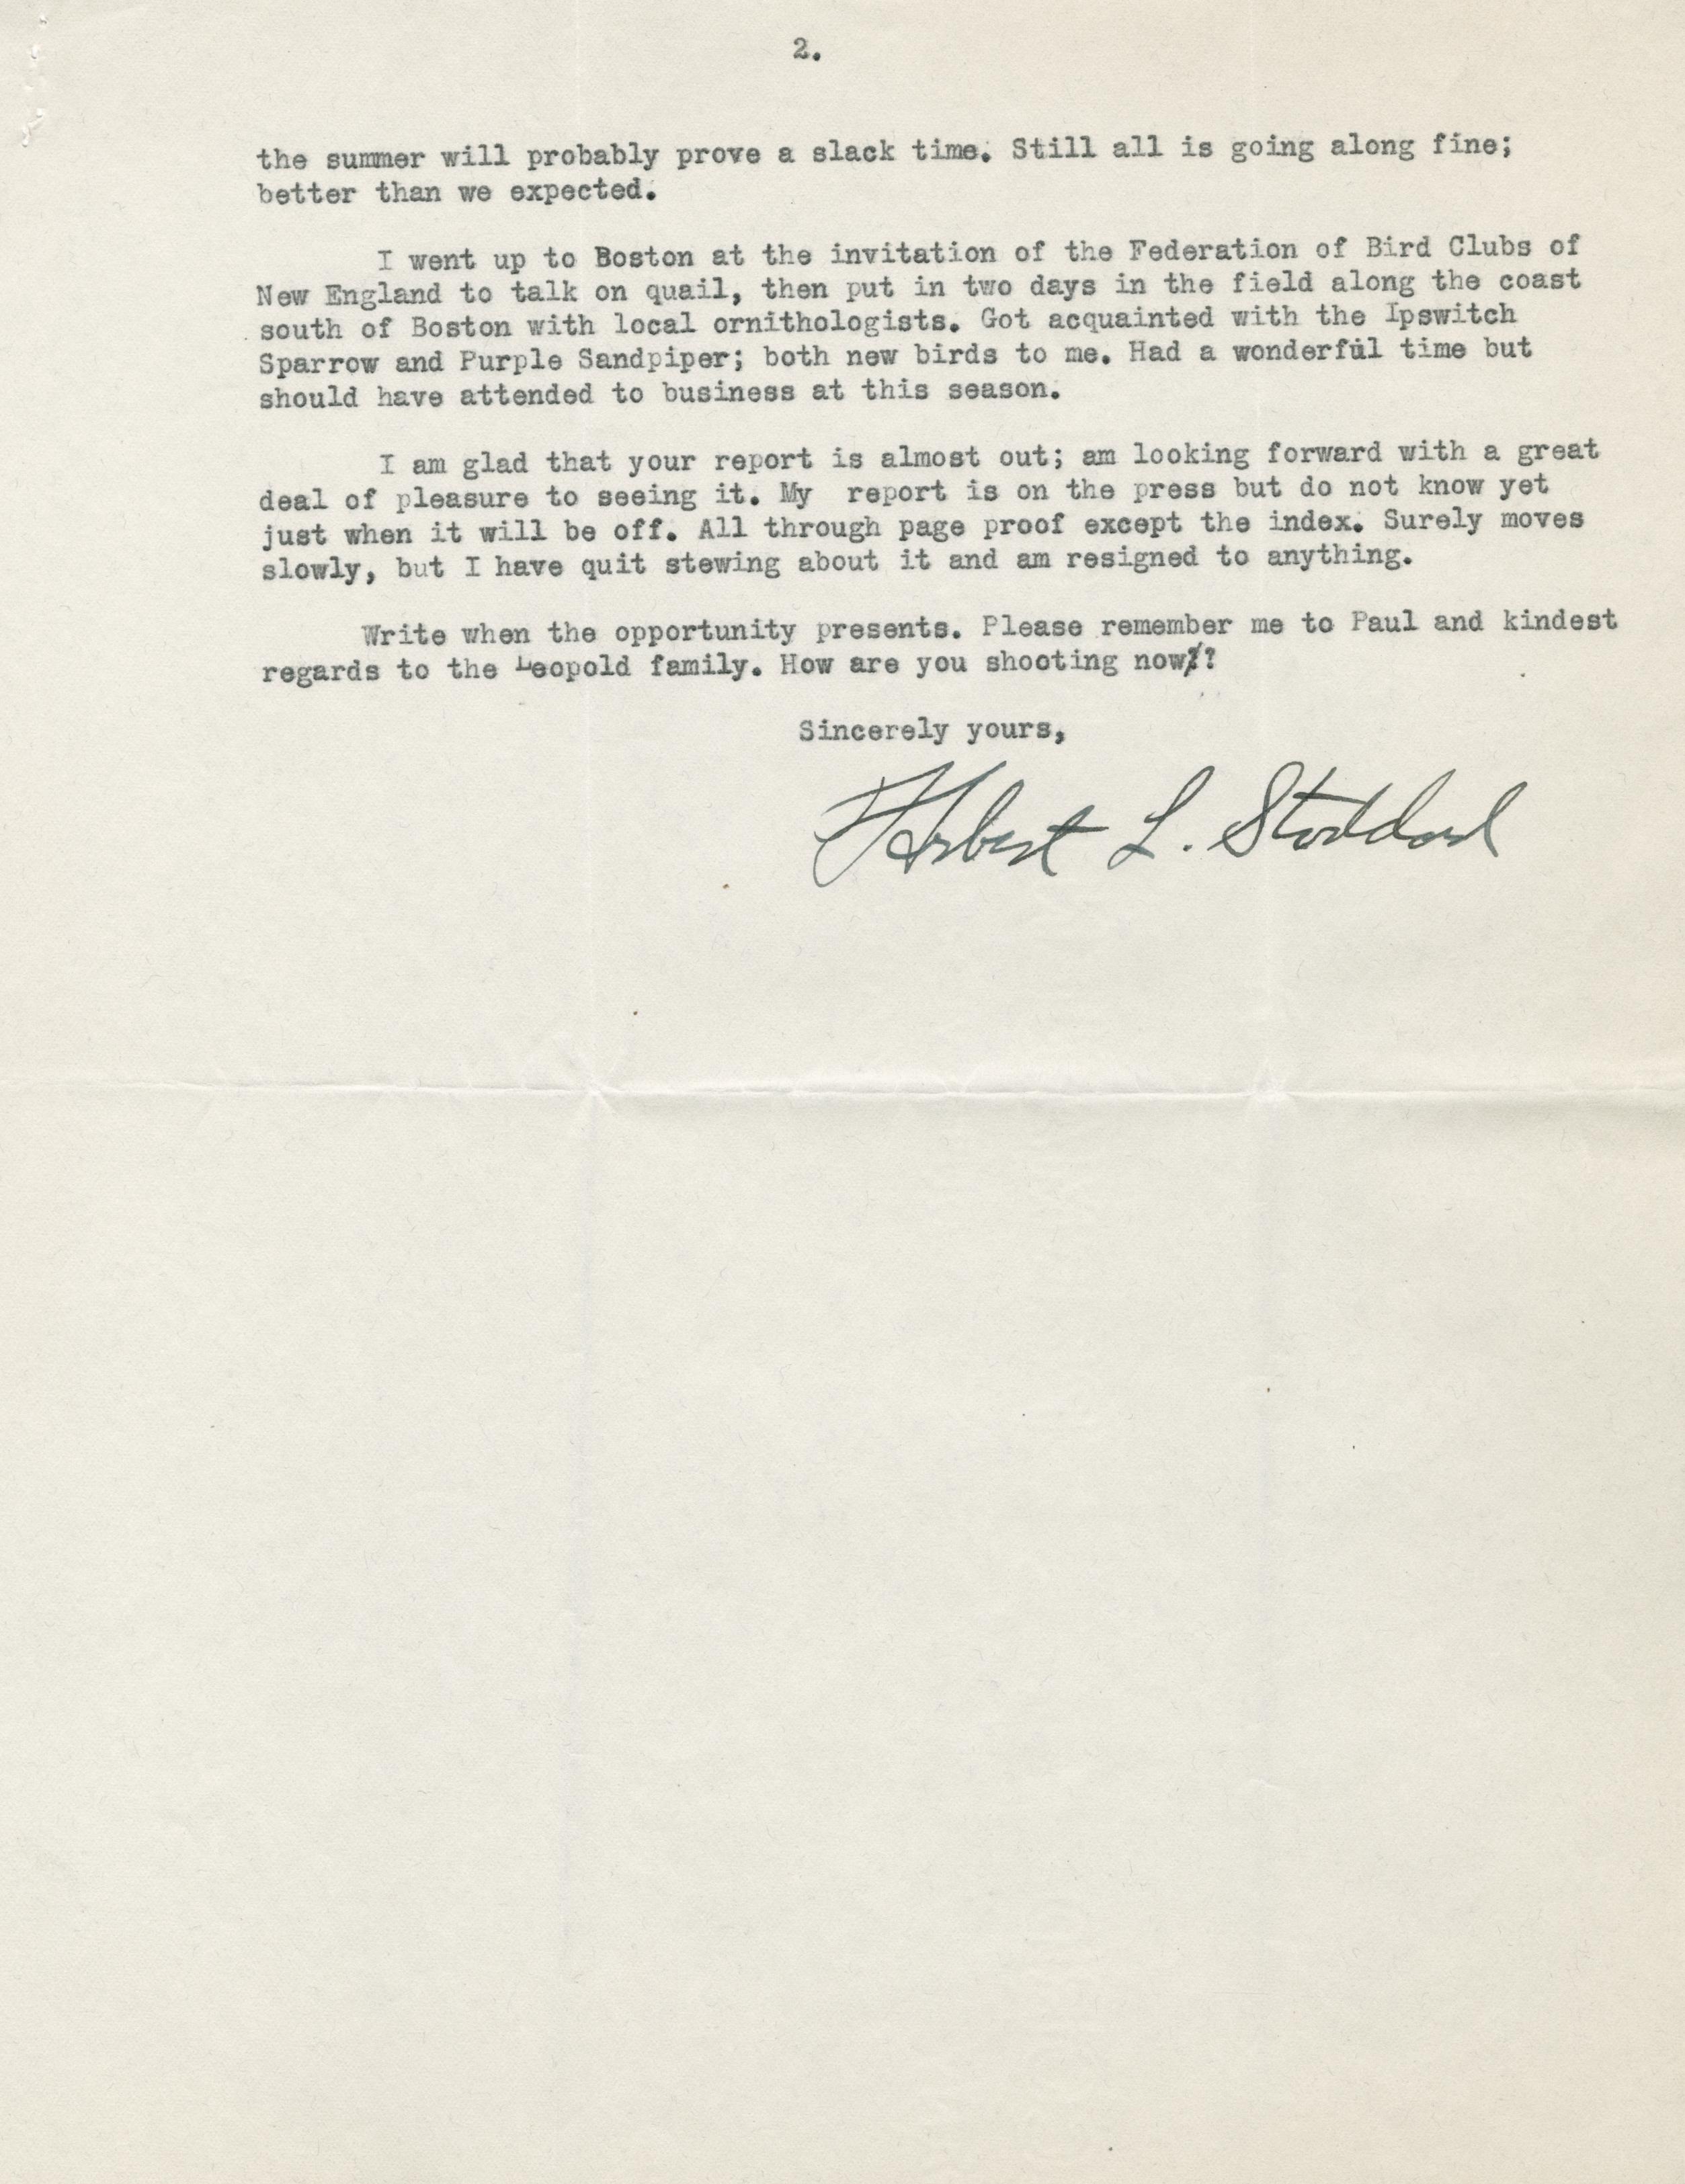 2.
the summer will probably prove a slack time. Still all is going along fine;
better than we expected.
I went up to Boston at the invitation of the Federation of Bird Clubs of
New England to talk on quail, then put in two days in the field along the coast
south of Boston with local ornithologists. Got acquainted with the Ipswitch
Sparrow and Purple Sandpiper; both new birds to me. Had a wonderful time but
should have attended to business at this season.
I am glad that your report is almost out; am looking forward with a great
deal of pleasure to seeing it. My report is on the press but do not know yet
just when it will be off. All through page proof except the index. Surely moves
slowly, but I have quit stewing about it and am resigned to anything.
Write when the opportunity presents. Please remember me to Paul and kindest
regards to the Leopold family. How are you shooting now?
Sincerely yours,
Herbert L. Stoddard